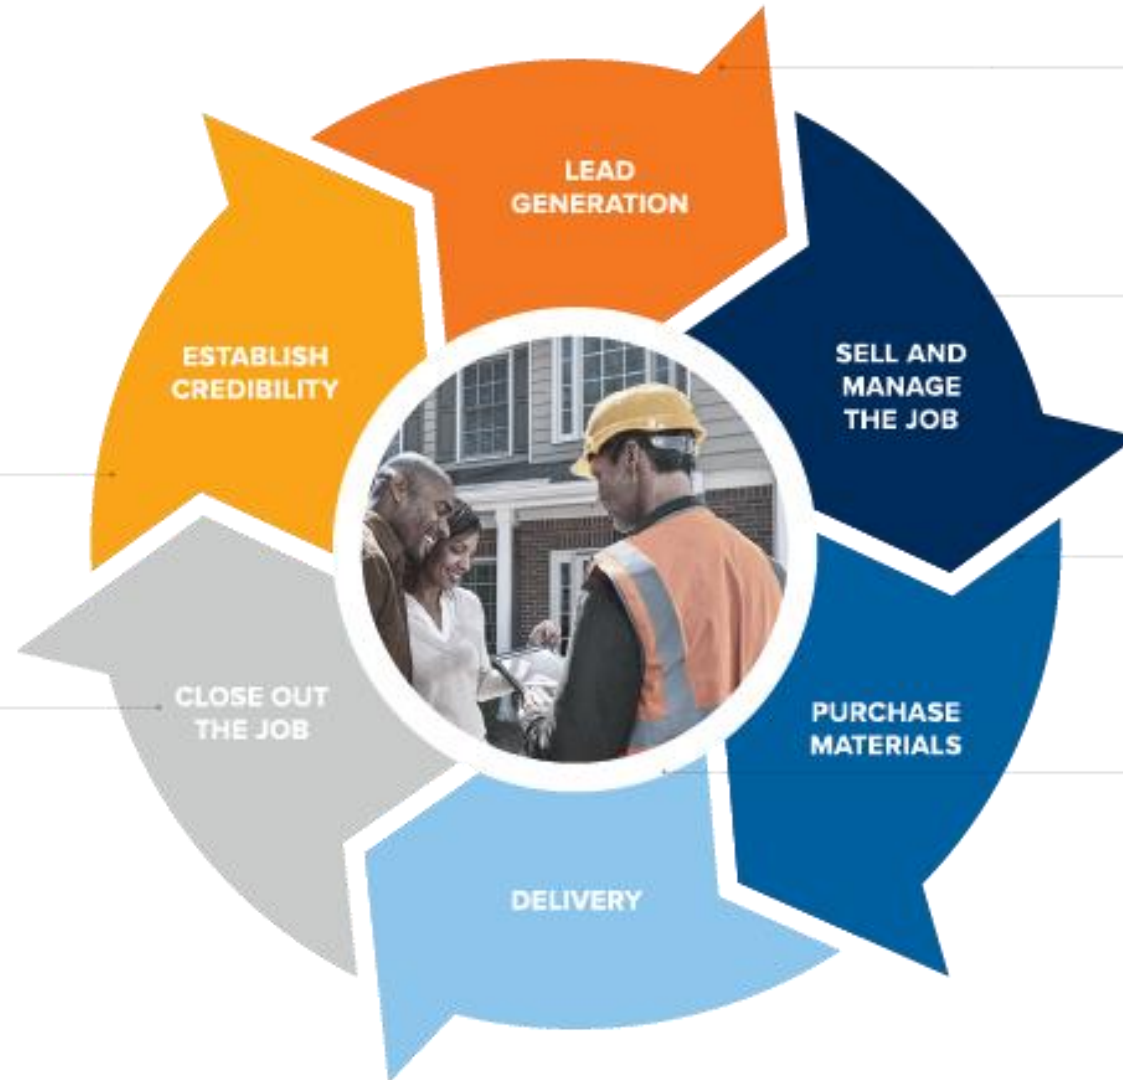 LEAD
GENERATION
SELL AND
MANAGE
THE JOB
PURCHASE
MATERIALS
DELIVERY
CLOSE OUT
THE JOB
ESTABLISH
CREDIBILITY